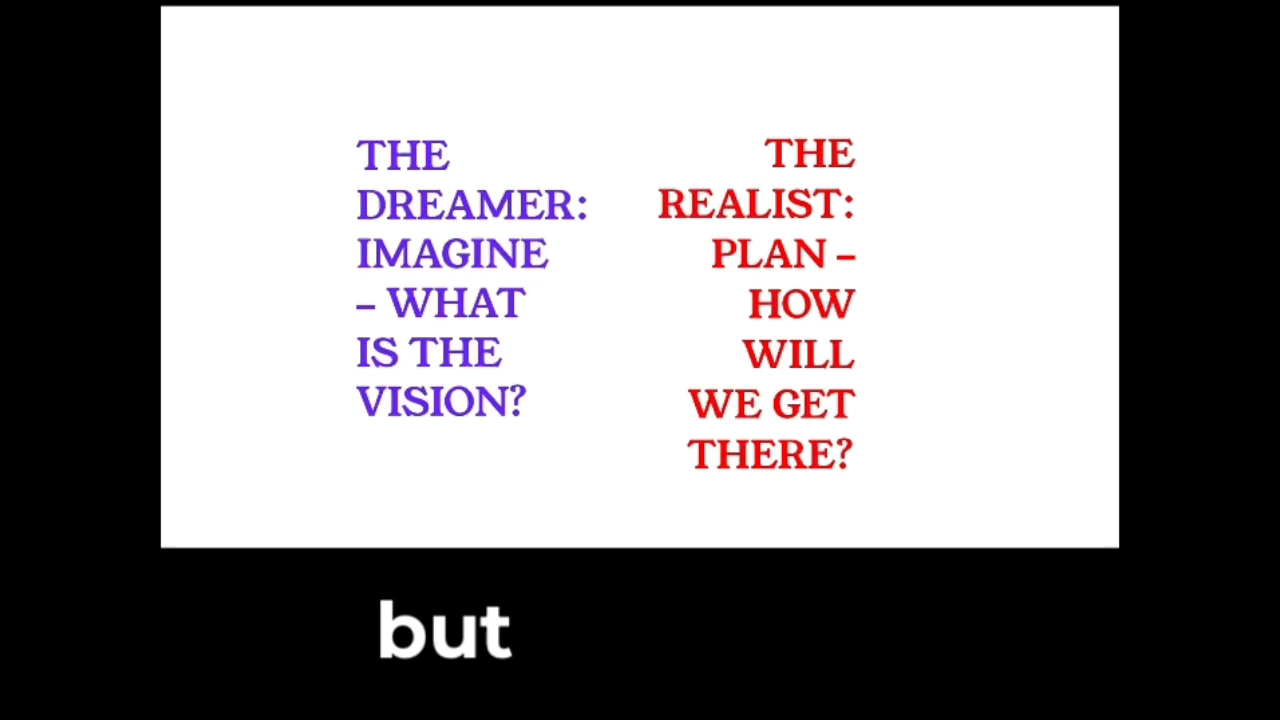 THE
DREAMER:
IMAGINE
– WHAT
IS THE
VISION?
THE
REALIST:
PLAN –
HOW
WILL
WE GET
THERE?
but